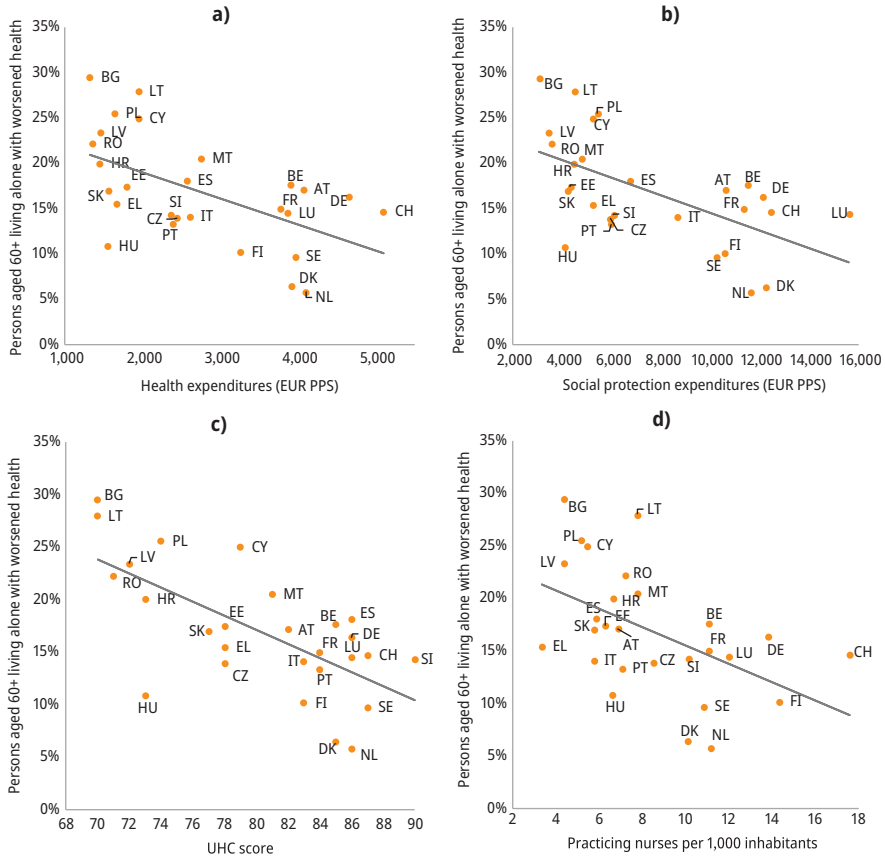 a)
Persons aged 60+ living alone with worsened health
35%
30%
25%
20%
15%
10%
5%
0%
BG
LT
PL
CY
LV
RO
HR
MT
EE
ES
SK
EL
SI
CZ
IT
PT
HU
FI
BE
AT
DE
FR
LU
CH
SE
DK
NL
1,000
2,000
3,000
4,000
5,000
Health expenditures (EUR PPS)
b)
Persons aged 60+ living alone with worsened health
35%
30%
25%
20%
15%
10%
5%
0%
BG
LT
PL
CY
LV
RO
MT
HR
EE
ES
SK
EL
SI
PT
CZ
IT
HU
BE
AT
DE
FR
CH
LU
FI
SE
NL
DK
2,000
4,000
6,000
8,000
10,000
12,000
14,000
16,000
Social protection expenditures (EUR PPS)
c)
Persons aged 60+ living alone with worsened health
35%
30%
25%
20%
15%
10%
5%
0%
BG
LT
PL
CY
LV
RO
HR
MT
EE
SK
EL
CZ
HU
AT
BE
ES
DE
FR
LU
IT
PT
CH
SI
FI
SE
DK
NL
68
70
72
74
76
78
80
82
84
86
88
90
UHC score
d)
Persons aged 60+ living alone with worsened health
35%
30%
25%
20%
15%
10%
5%
0%
BG
LT
PL
CY
LV
RO
MT
HR
ES
EE
SK
AT
BE
EL
IT
PT
CZ
SI
FR
LU
DE
CH
HU
SE
FI
DK
NL
2
4
6
8
10
12
14
16
18
Practicing nurses per 1,000 inhabitants